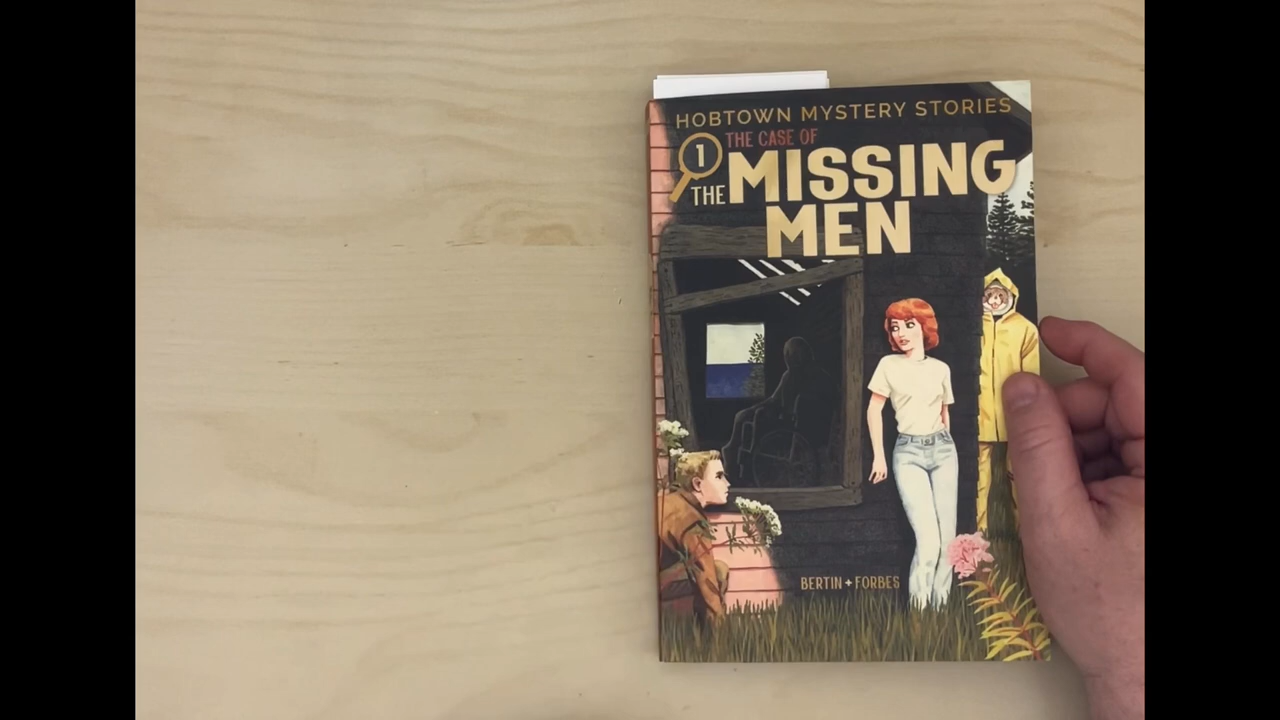 HOBTOWN MYSTERY STORIES
1
THE CASE OF
THE MISSING
MEN
BERTIN + FORBES